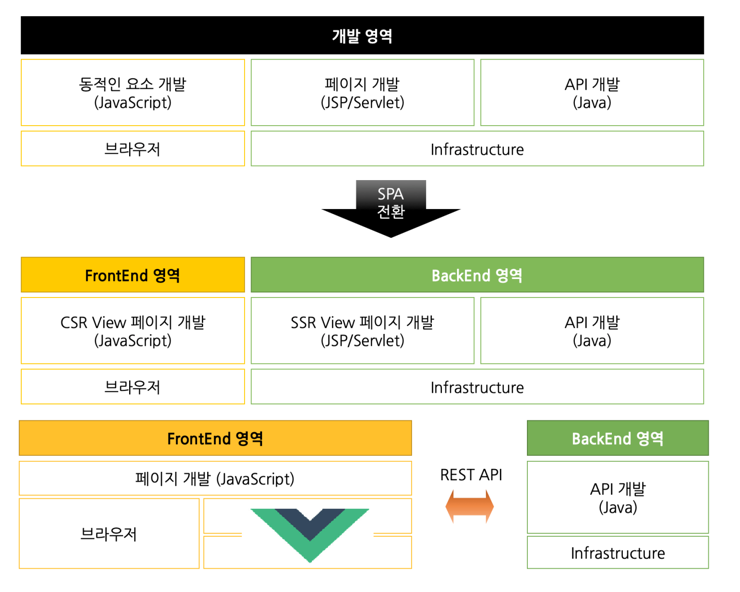 개발 영역
동적인 요소 개발
(JavaScript)
페이지 개발
(JSP/Servlet)
API 개발
(Java)
브라우저
Infrastructure
SPA
전환
FrontEnd 영역
BackEnd 영역
CSR View 페이지 개발
(JavaScript)
SSR View 페이지 개발
(JSP/Servlet)
API 개발
(Java)
브라우저
Infrastructure
FrontEnd 영역
페이지 개발 (JavaScript)
브라우저
REST API
BackEnd 영역
API 개발
(Java)
Infrastructure